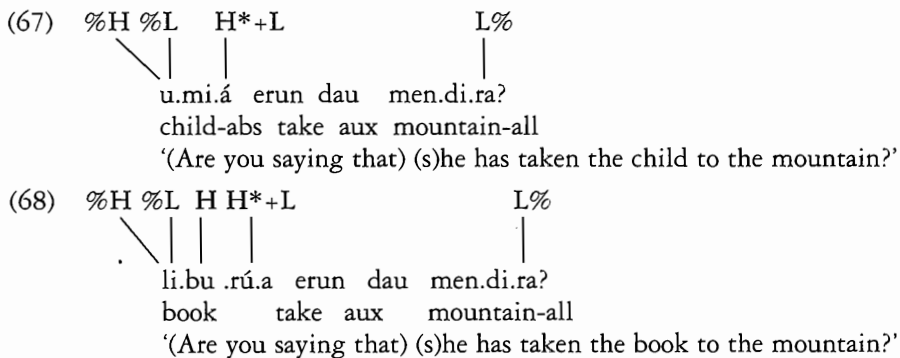 (67) %H %L H*+L L%
u.mi.á erun dau men.di.ra?
child-abs take aux mountain-all
'(Are you saying that) (s)he has taken the child to the mountain?'
(68) %H %L H H*+L L%
li.bu .rú.a erun dau men.di.ra?
book take aux mountain-all
'(Are you saying that) (s)he has taken the book to the mountain?'